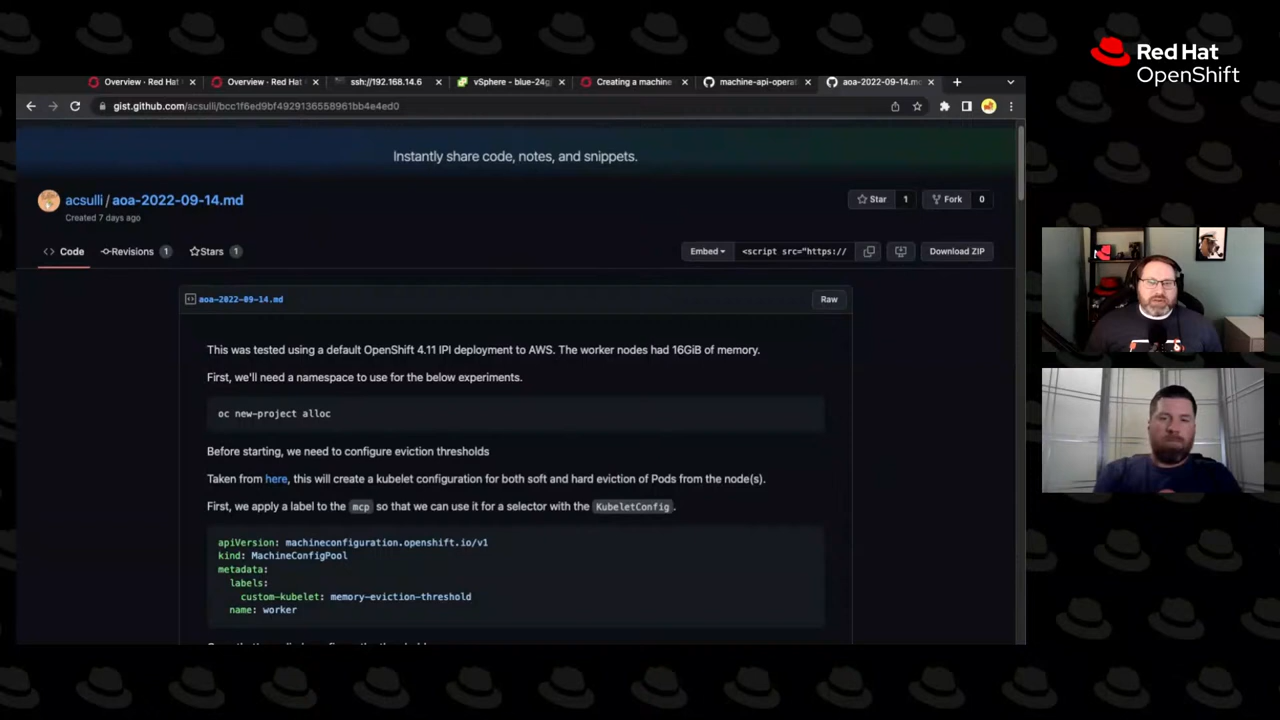 Red Hat
OpenShift
Overview · Red Hat
Overview · Red Hat
ssh://192.168.14.6
vSphere - blue-24g
Creating a machine
machine-api-operat
aoa-2022-09-14.md
gist.github.com/acsulli/bcc1f6ed9bf4929136558961bb4e4ed0
Instantly share code, notes, and snippets.
acsulli / aoa-2022-09-14.md
Created 7 days ago
Star 1
Fork 0
<> Code
Revisions 1
Stars 1
Embed
<script src="https://
Download ZIP
aoa-2022-09-14.md
Raw
This was tested using a default OpenShift 4.11 IPI deployment to AWS. The worker nodes had 16GiB of memory.
First, we'll need a namespace to use for the below experiments.
oc new-project alloc
Before starting, we need to configure eviction thresholds
Taken from here, this will create a kubelet configuration for both soft and hard eviction of Pods from the node(s).
First, we apply a label to the mcp so that we can use it for a selector with the KubeletConfig.
apiVersion: machineconfiguration.openshift.io/v1
kind: MachineConfigPool
metadata:
labels:
custom-kubelet: memory-eviction-threshold
name: worker